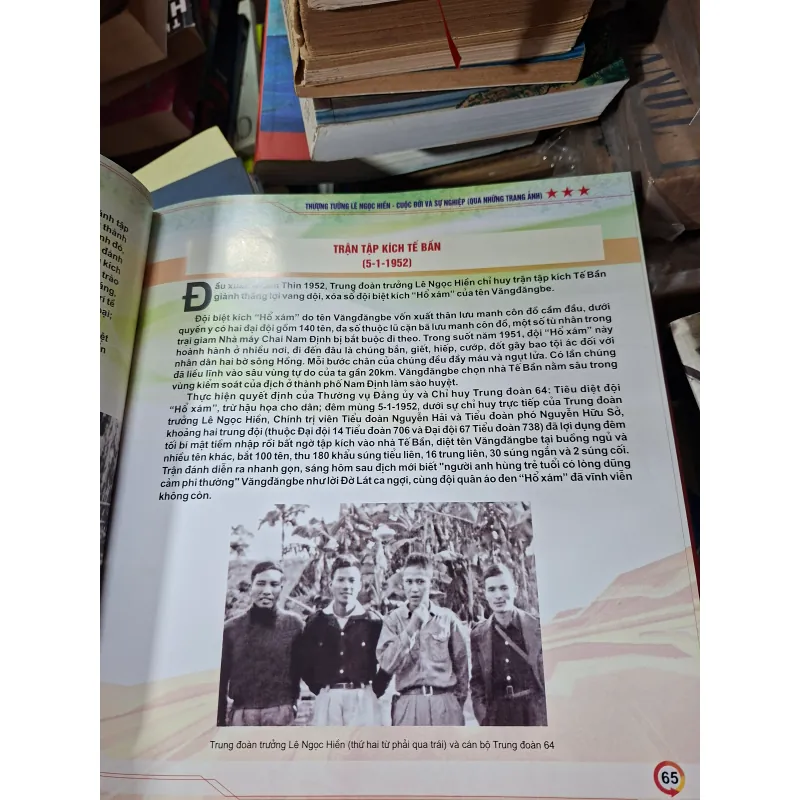 THƯỢNG TƯỚNG LÊ NGỌC HIỀN - CUỘC ĐỜI VÀ SỰ NGHIỆP (QUA NHỮNG TRANG ẢNH)
TRẬN TẬP KÍCH TẾ BẦN
(5-1-1952)
Đầu xuân Thìn 1952, Trung đoàn trưởng Lê Ngọc Hiền chỉ huy trận tập kích Tế Bần
giành thắng lợi vang dội, xóa sổ đội biệt kích "Hổ xám" của tên Văngđăngbe.
Đội biệt kích "Hổ xám" do tên Văngđăngbe vốn xuất thân lưu manh côn đồ cầm đầu, dưới
quyền y có hai đại đội gồm 140 tên, đa số thuộc lũ cặn bã lưu manh côn đồ, một số tù nhân trong
trại giam Nhà máy Chai Nam Định bị bắt buộc đi theo. Trong suốt năm 1951, đội "Hổ xám" này
hoành hành ở nhiều nơi, đi đến đâu là chúng bắn, giết, hiếp, cướp, đốt gây bao tội ác đối với
nhân dân hai bờ sông Hồng. Mỗi bước chân của chúng đều đẫy máu và ngụt lửa. Có lần chúng
đã liều lĩnh vào sâu vùng tự do của ta gần 20km. Văngđăngbe chọn nhà Tế Bần nằm sâu trong
vùng kiểm soát của địch ở thành phố Nam Định làm sào huyệt.
Thực hiện quyết định của Thường vụ Đảng ủy và Chỉ huy Trung đoàn 64: Tiêu diệt đội
"Hổ xám", trừ hậu họa cho dân; đêm mùng 5-1-1952, dưới sự chỉ huy trực tiếp của Trung đoàn
trưởng Lê Ngọc Hiền, Chính trị viên Tiểu đoàn Nguyễn Hải và Tiểu đoàn phó Nguyễn Hữu Sở,
khoảng hai trung đội (thuộc Đại đội 14 Tiểu đoàn 706 và Đại đội 67 Tiểu đoàn 738) đã lợi dụng đêm
tối bí mật tiềm nhập rồi bất ngờ tập kích vào nhà Tế Bần, diệt tên Văngđăngbe tại buồng ngủ và
nhiều tên khác, bắt 100 tên, thu 180 khẩu súng tiểu liên, 16 trung liên, 30 súng ngắn và 2 súng cối.
Trận đánh diễn ra nhanh gọn, sáng hôm sau địch mới biết "người anh hùng trẻ tuổi có lòng dũng
cảm phi thường" Văngđăngbe như lời Đờ Lát ca ngợi, cùng đội quân áo đen "Hổ xám" đã vĩnh viễn
không còn.
Trung đoàn trưởng Lê Ngọc Hiền (thứ hai từ phải qua trái) và cán bộ Trung đoàn 64
65